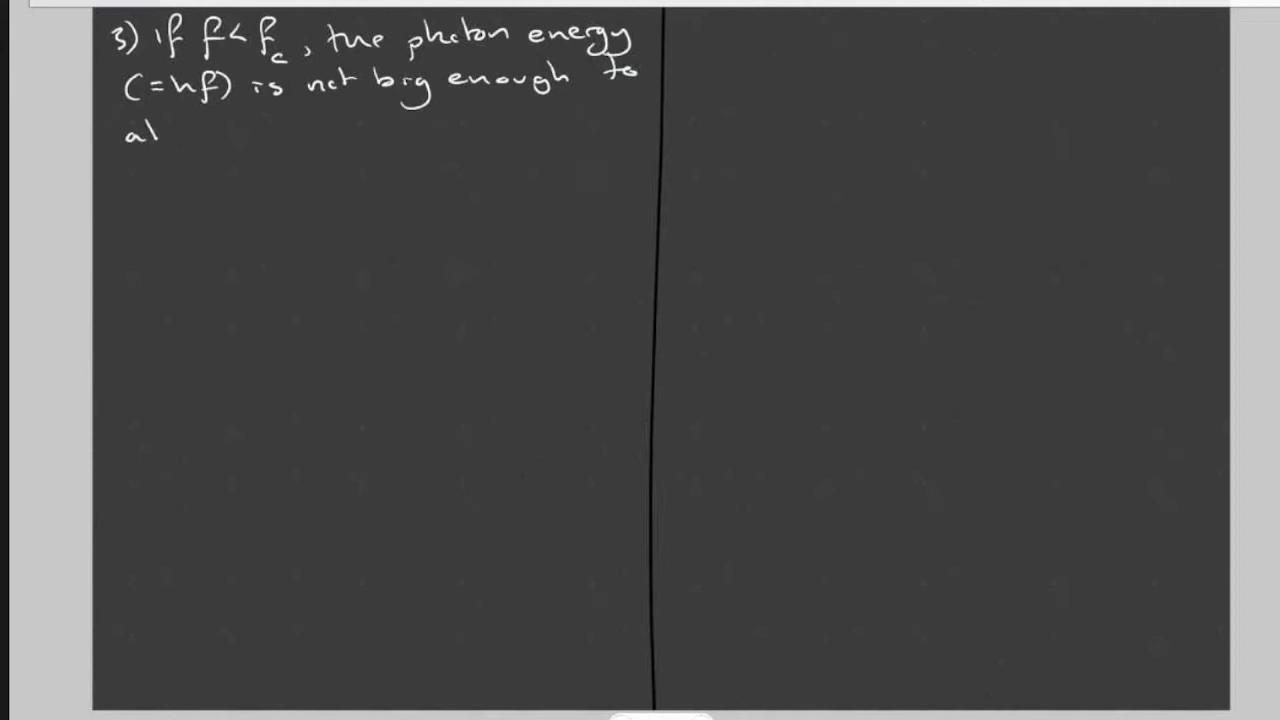 3) if f < f_c, the photon energy
(=hf) is not big enough to
al